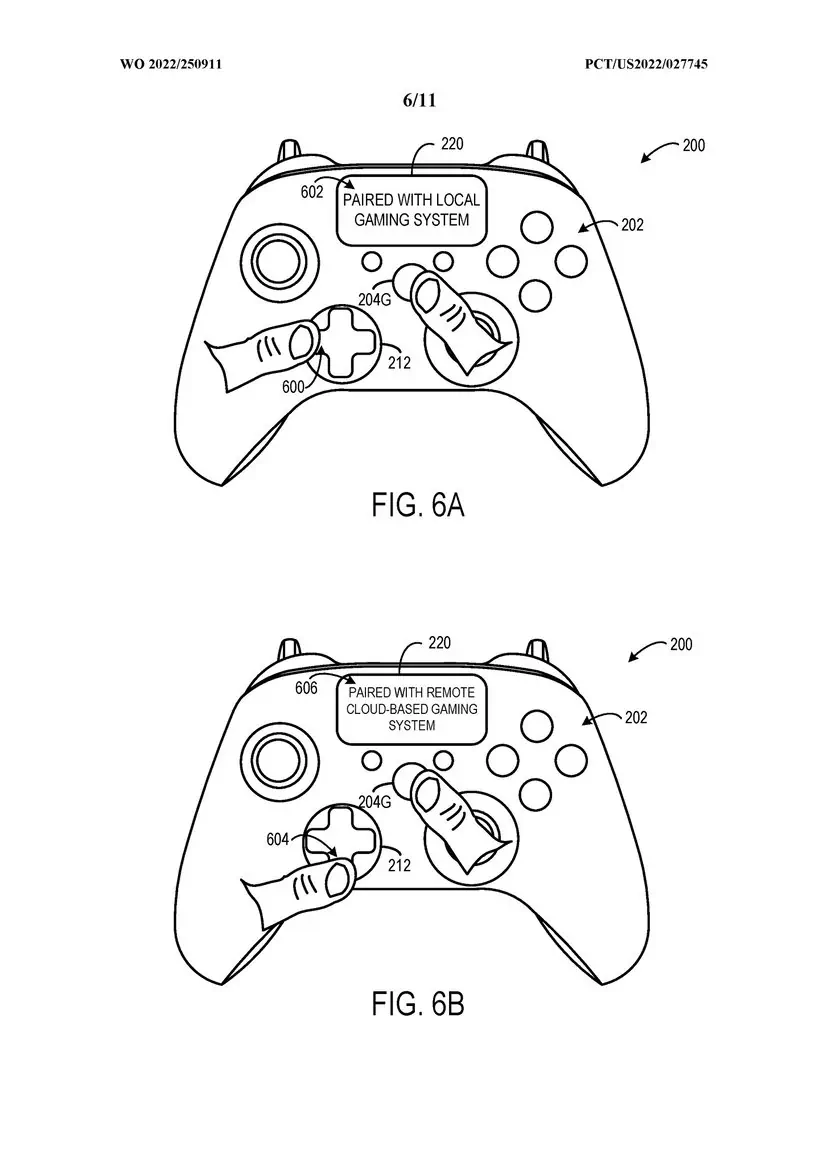 WO 2022/250911 PCT/US2022/027745
6/11
220
200
602
PAIRED WITH LOCAL
GAMING SYSTEM
202
204G
212
600
FIG. 6A
220
200
606
PAIRED WITH REMOTE
CLOUD-BASED GAMING
SYSTEM
202
204G
604
212
FIG. 6B